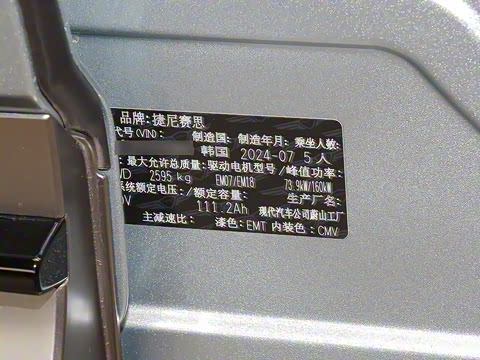 品牌:捷尼赛思
代号(VIN): 制造国: 制造年月: 乘坐人数:
韩国 2024-07 5人
: 最大允许总质量: 驱动电机型号/峰值功率:
2595 kg EM07/EM18 73.9kW/160kW
系统额定电压:/额定容量: 生产厂名:
V 111.2Ah 现代汽车公司蔚山工厂
主减速比: 漆色:EMT 内装色:CMV